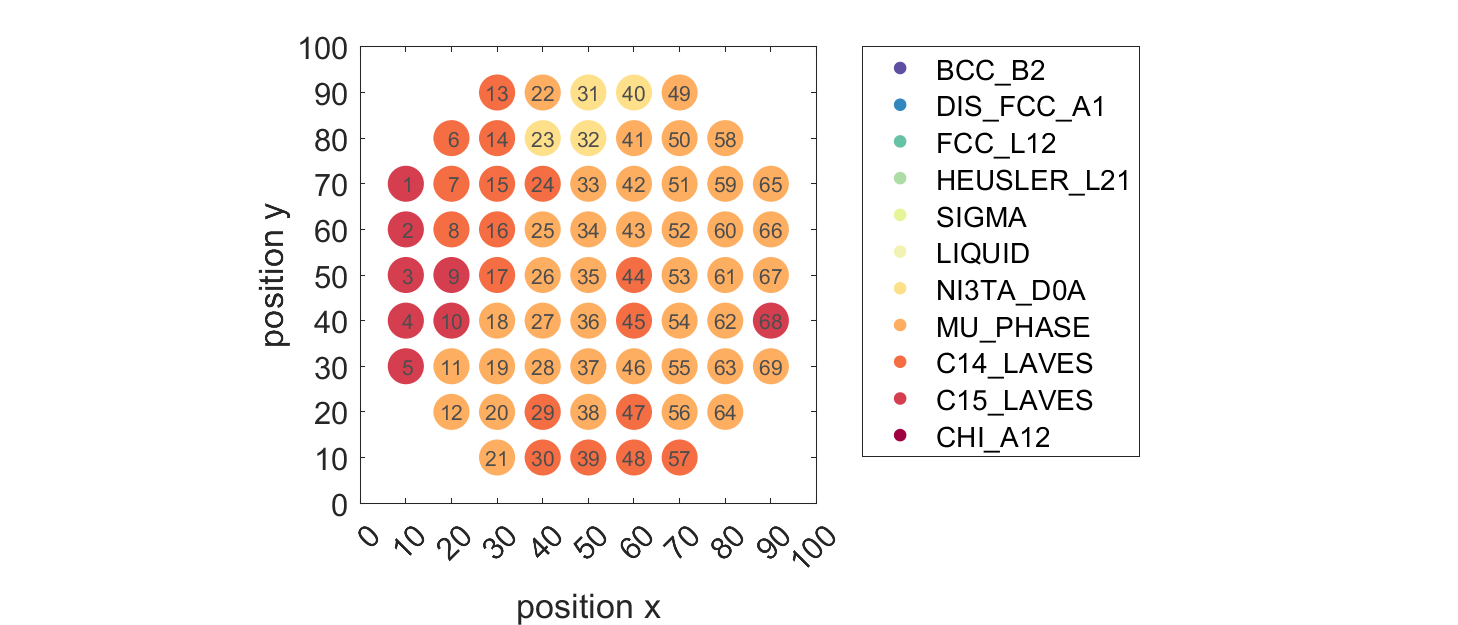 100
90
80
70
60
50
40
30
20
10
0
position y
13 22 31 40 49
6 14 23 32 41 50 58
1 7 15 24 33 42 51 59 65
2 8 16 25 34 43 52 60 66
3 9 17 26 35 44 53 61 67
4 10 18 27 36 45 54 62 68
5 11 19 28 37 46 55 63 69
12 20 29 38 47 56 64
21 30 39 48 57
0 10 20 30 40 50 60 70 80 90 100
position x
BCC_B2
DIS_FCC_A1
FCC_L12
HEUSLER_L21
SIGMA
LIQUID
NI3TA_D0A
MU_PHASE
C14_LAVES
C15_LAVES
CHI_A12